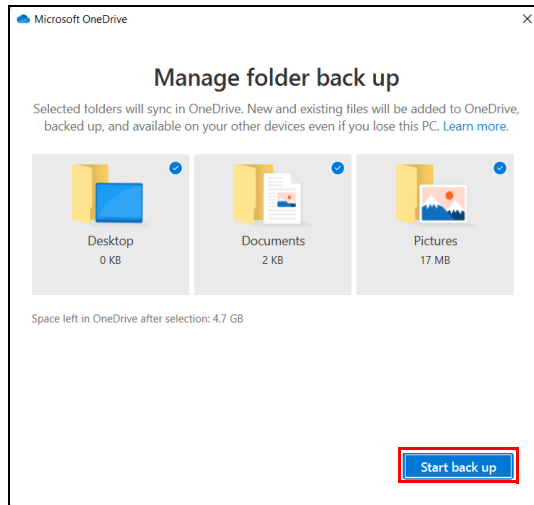 Microsoft OneDrive
Manage folder back up
Selected folders will sync in OneDrive. New and existing files will be added to OneDrive,
backed up, and available on your other devices even if you lose this PC. Learn more.
Desktop
0 KB
Documents
2 KB
Pictures
17 MB
Space left in OneDrive after selection: 4.7 GB
Start back up